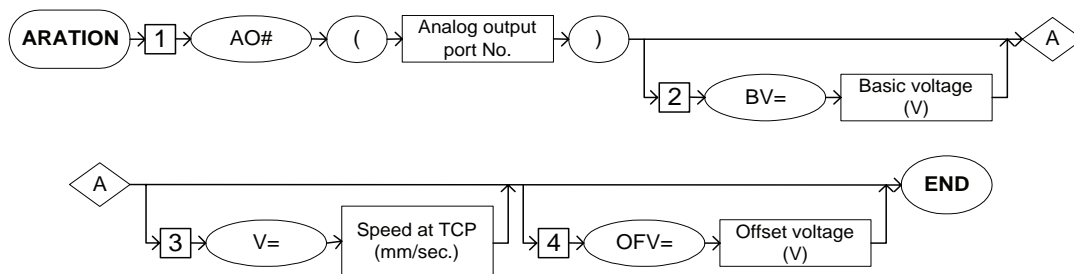 ARATION 1 AO# ( Analog output port No. ) A
2 BV= Basic voltage (V)
A END
3 V= Speed at TCP (mm/sec.) 4 OFV= Offset voltage (V)